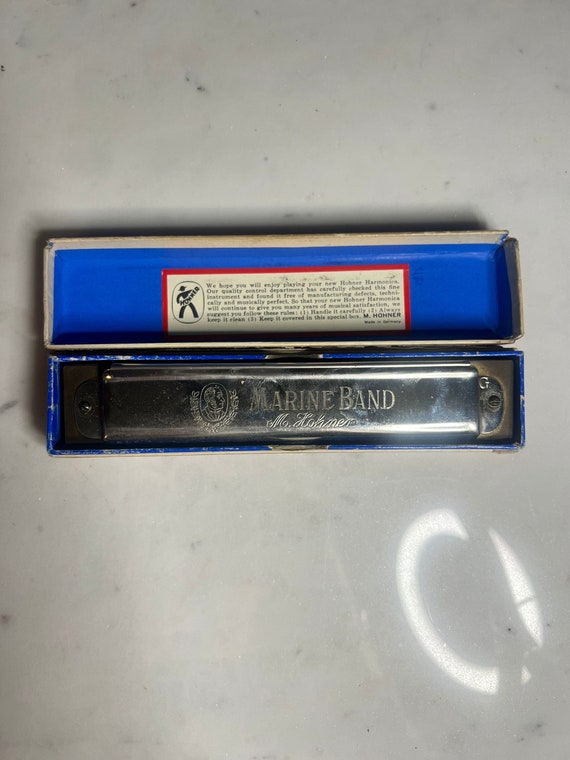 HOHNER
We hope you will enjoy playing your new Hohner Harmonica.
Our quality control department has carefully checked this fine
instrument and found it free of manufacturing defects, techni-
cally and musically perfect. So that your new Hohner Harmonica
will continue to give you many years of musical satisfaction, we
suggest you follow these rules: (1) Handle it carefully (2) Always
keep it clean (3) Keep it covered in this special box. M. HOHNER
Made in Germany
MARINE BAND
M. Hohner
G